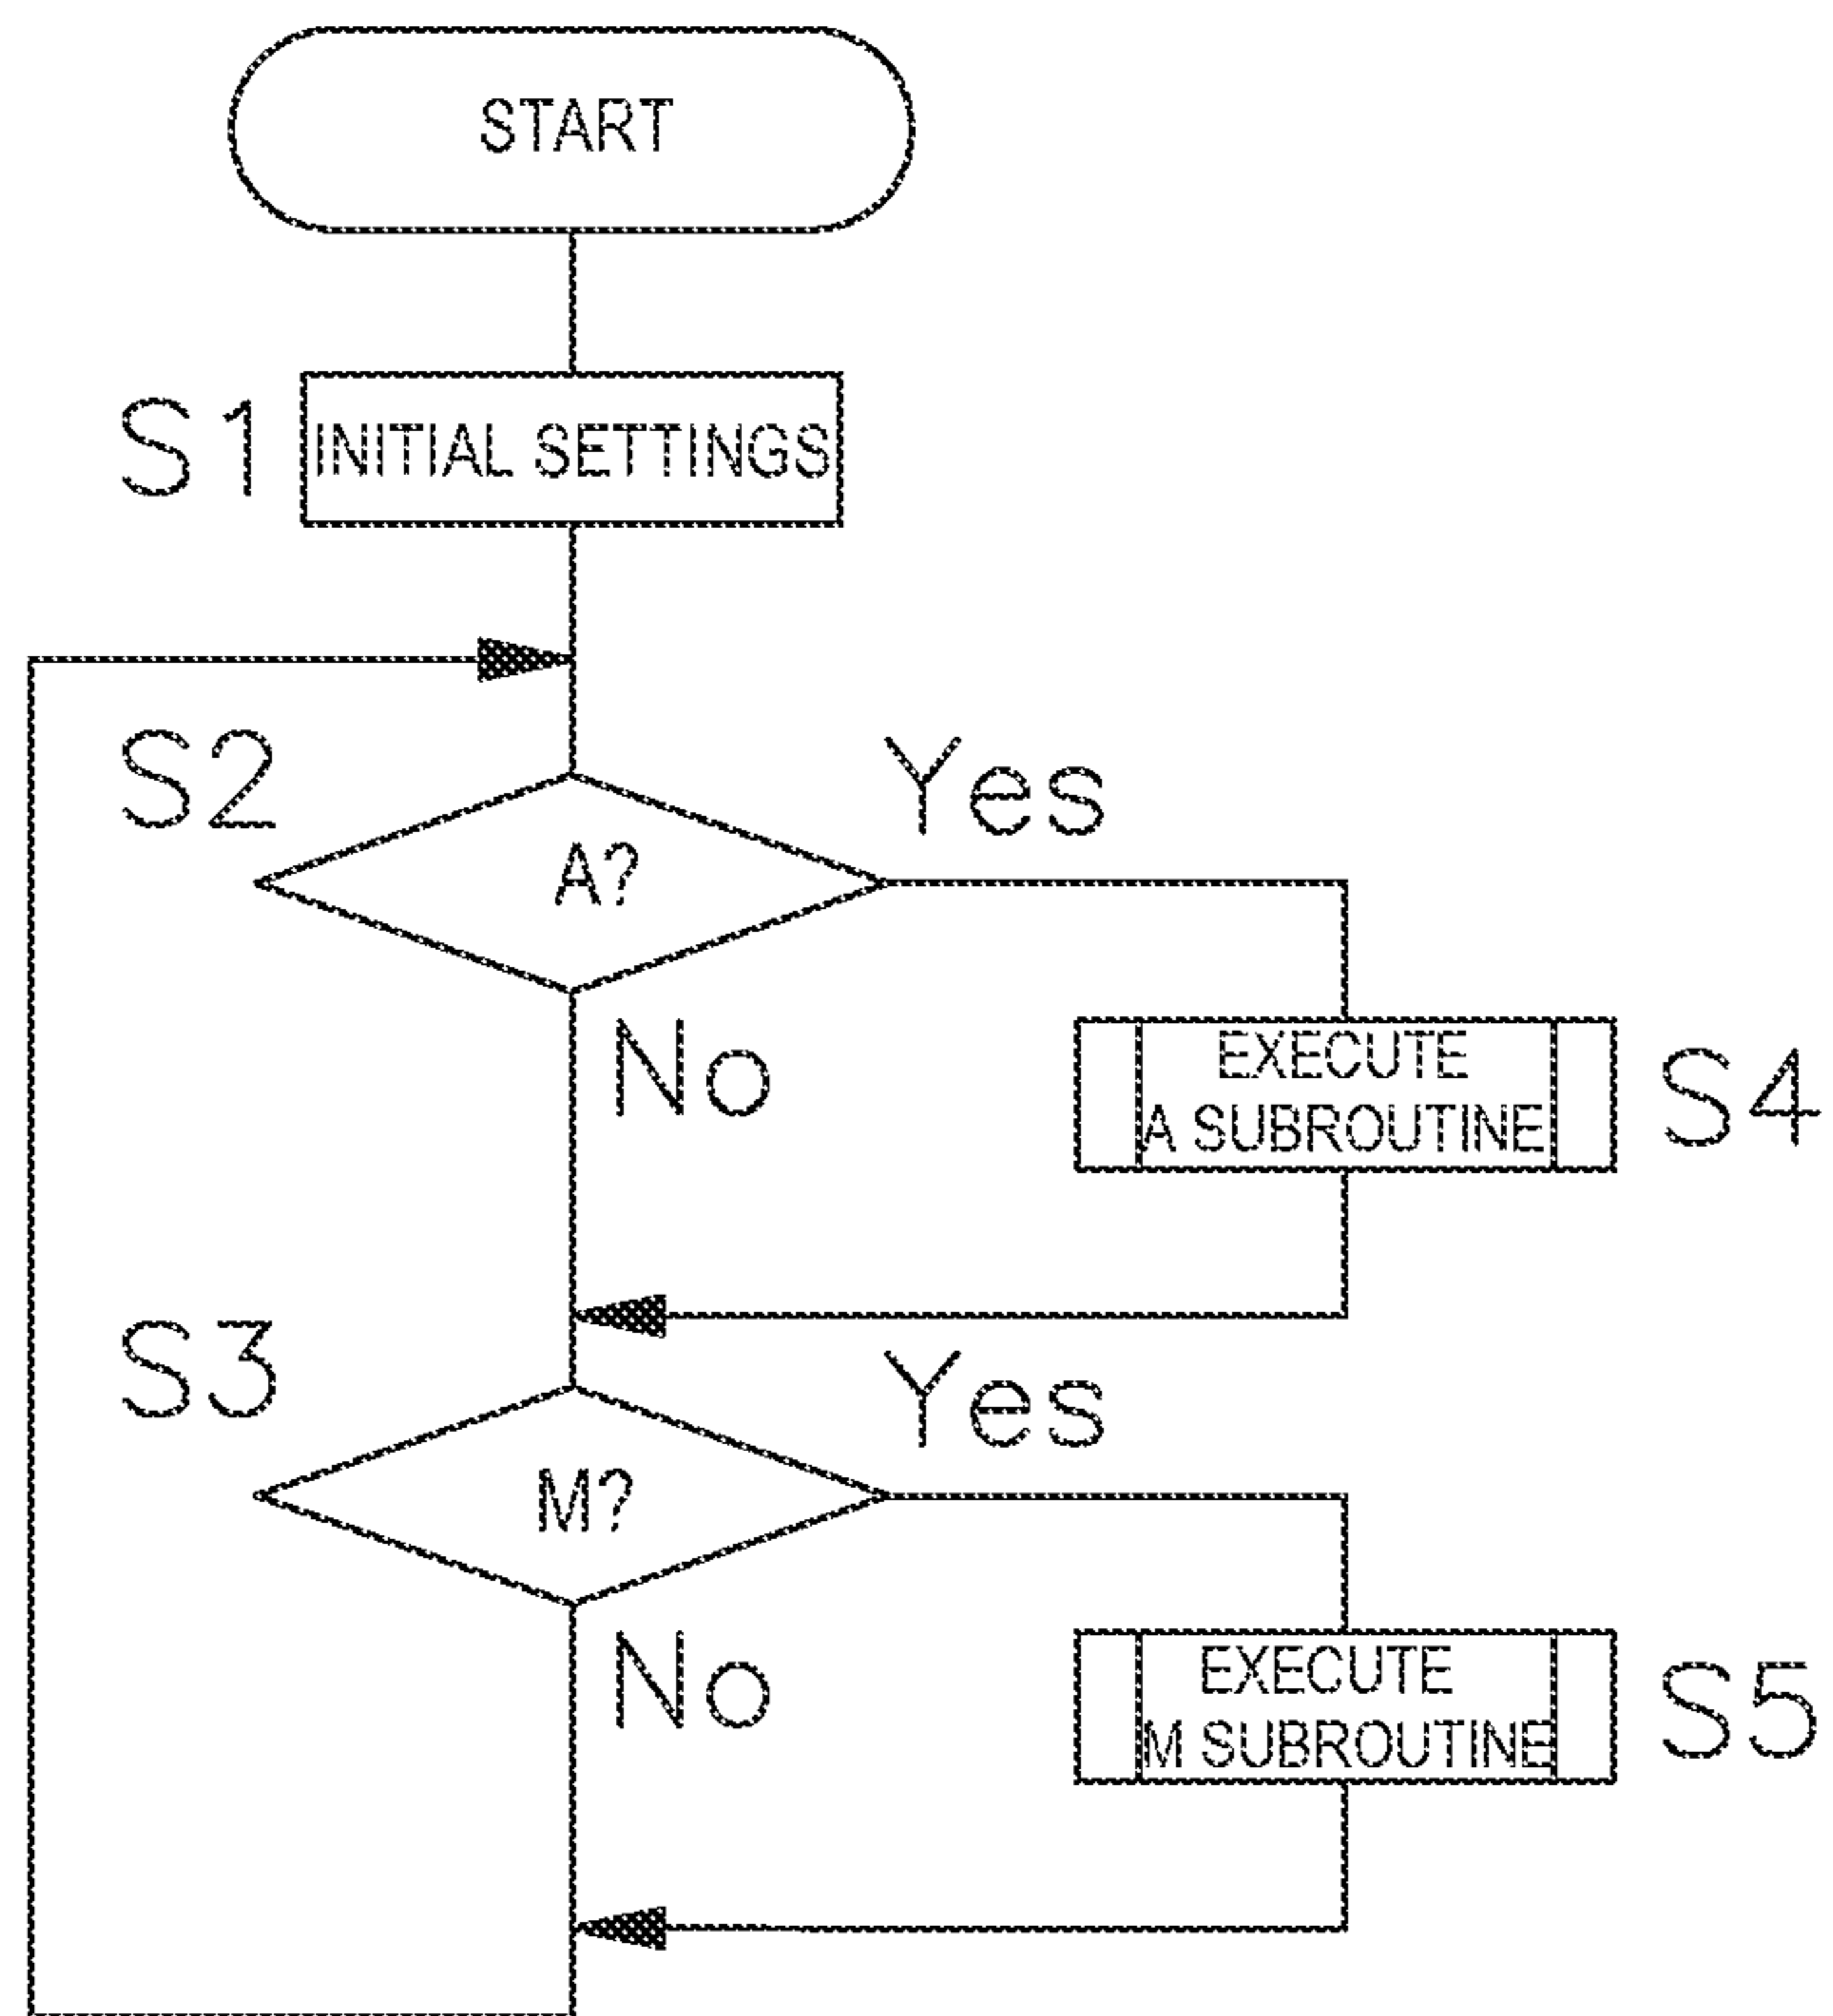 START
S1
INITIAL SETTINGS
S2
Yes
A?
No
EXECUTE
A SUBROUTINE
S4
S3
Yes
M?
No
EXECUTE
M SUBROUTINE
S5